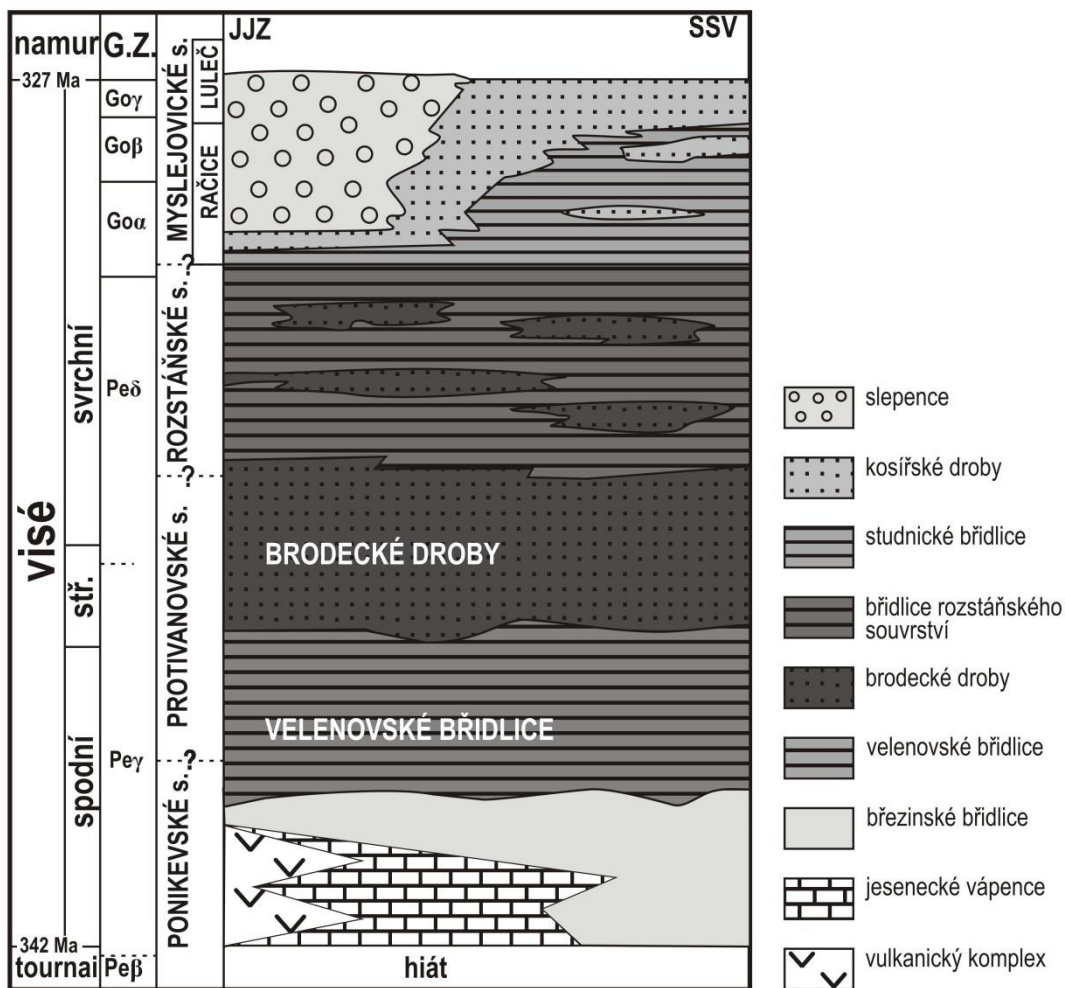 namur G.Z.
JJZ SSV
327 Ma
Goγ
Goβ
Goα
Peδ
Peγ
342 Ma
tournai Peβ
hiát
visé
svrchní
stř.
spodní
MYSLEJOVICKÉ s.
LULEČ
RAČICE
?
ROZSTÁŇSKÉ s.
?
PROTIVANOVSKÉ s.
?
PONIKEVSKÉ s.
BRODECKÉ DROBY
VELENOVSKÉ BŘIDLICE
slepence
kosířské droby
studnické břidlice
břidlice rozstáňského
souvrství
brodecké droby
velenovské břidlice
březinské břidlice
jesenecké vápence
vulkanický komplex